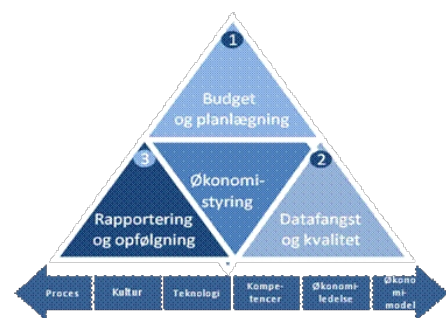 1
Budget
og planlægning
3
2
Økonomi-
styring
Rapportering
og opfølgning
Datafangst
og kvalitet
Proces
Kultur
Teknologi
Kompe-
tencer
Økonomi-
ledelse
Økono
mi-
model